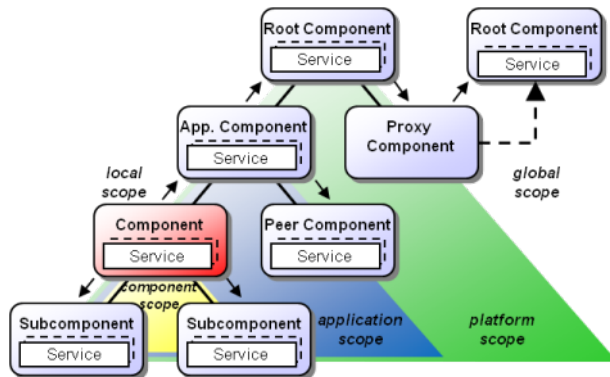 Root Component
Service
Root Component
Service
App. Component
Service
Proxy
Component
local
scope
global
scope
Component
Service
Peer Component
Service
component
scope
Subcomponent
Service
Subcomponent
Service
application
scope
platform
scope